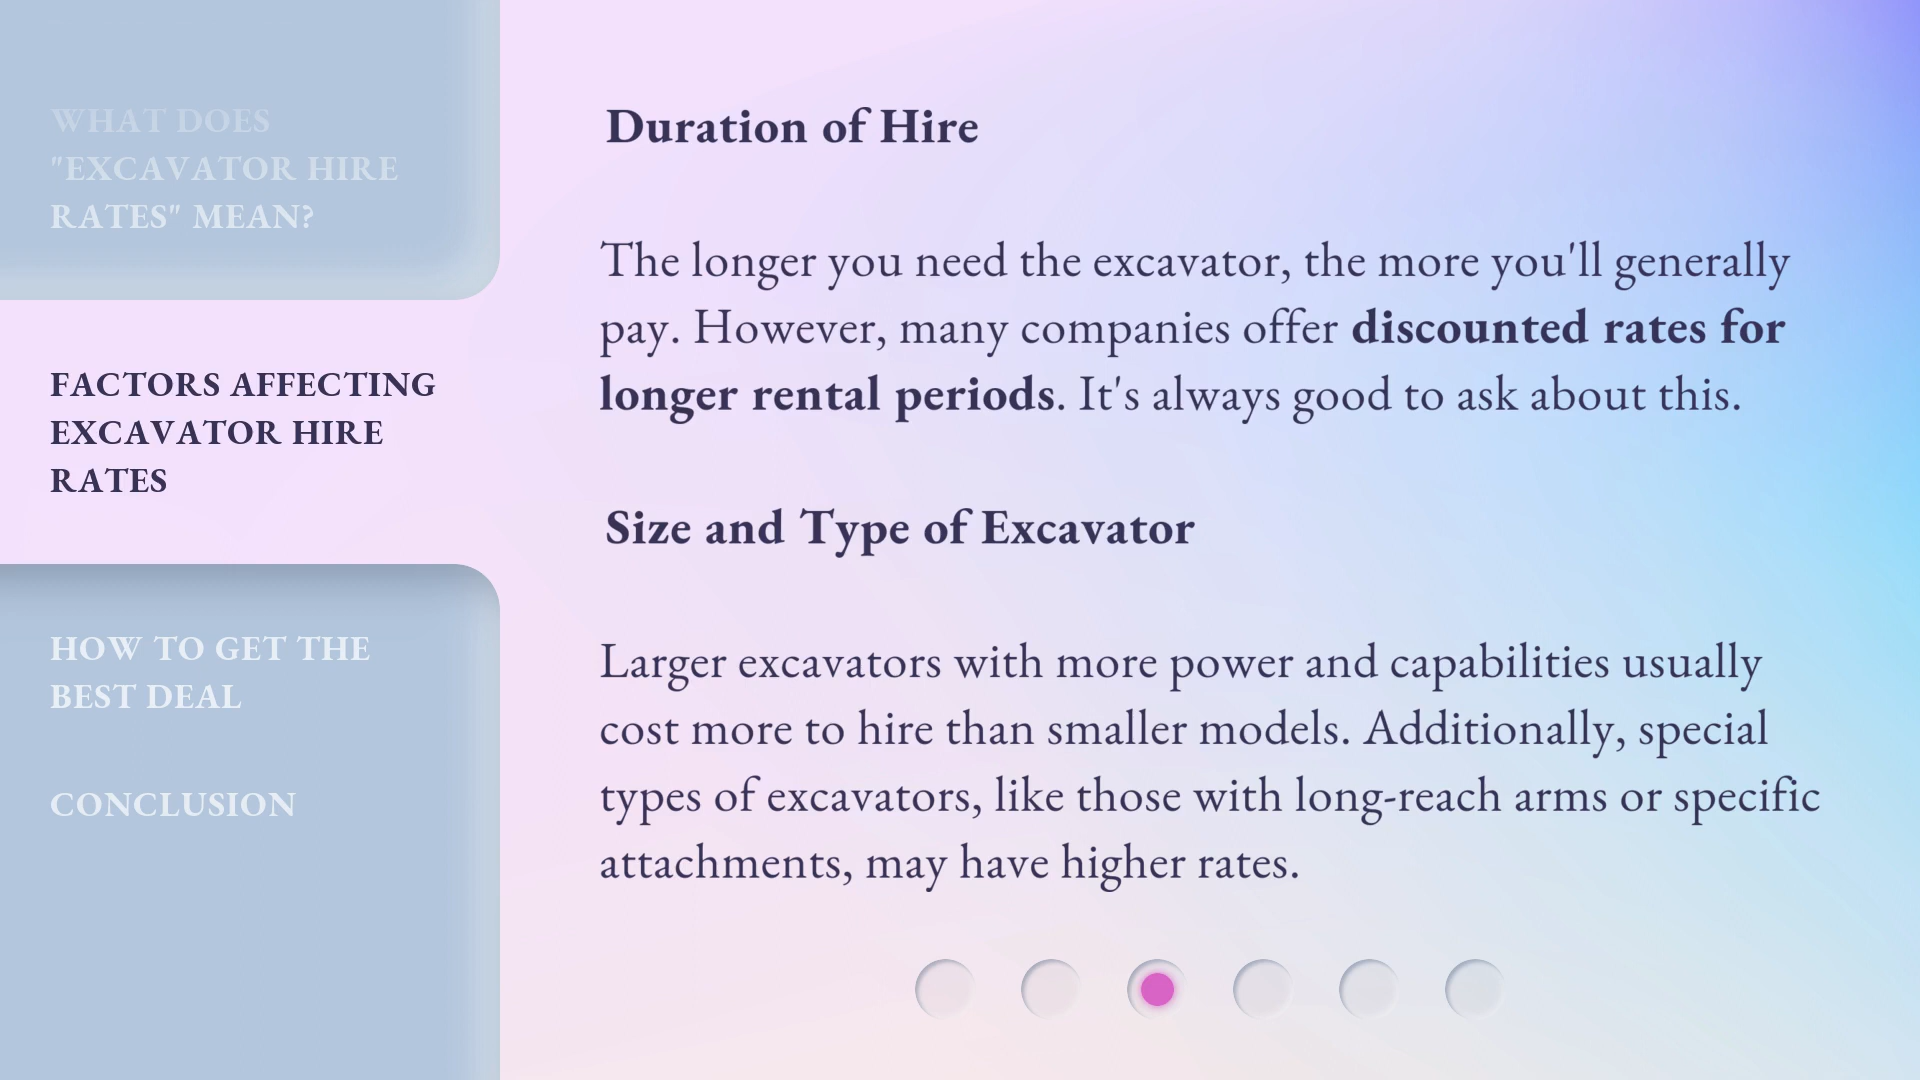 WHAT DOES
"EXCAVATOR HIRE
RATES" MEAN?
FACTORS AFFECTING
EXCAVATOR HIRE
RATES
HOW TO GET THE
BEST DEAL
CONCLUSION
Duration of Hire
The longer you need the excavator, the more you'll generally
pay. However, many companies offer discounted rates for
longer rental periods. It's always good to ask about this.
Size and Type of Excavator
Larger excavators with more power and capabilities usually
cost more to hire than smaller models. Additionally, special
types of excavators, like those with long-reach arms or specific
attachments, may have higher rates.